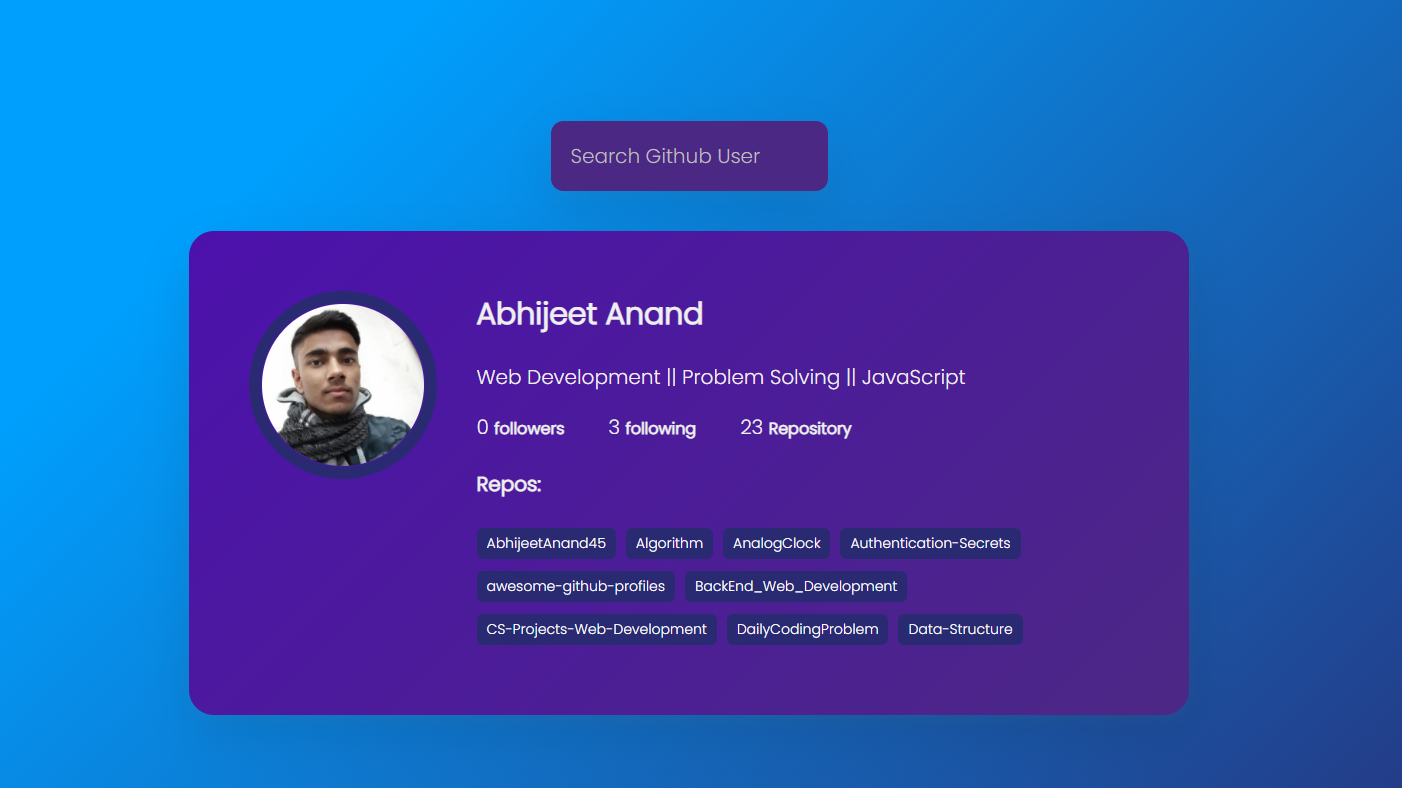 Search Github User
Abhijeet Anand
Web Development || Problem Solving || JavaScript
0 followers 3 following 23 Repository
Repos:
AbhijeetAnand45 Algorithm AnalogClock Authentication-Secrets
awesome-github-profiles BackEnd_Web_Development
CS-Projects-Web-Development DailyCodingProblem Data-Structure